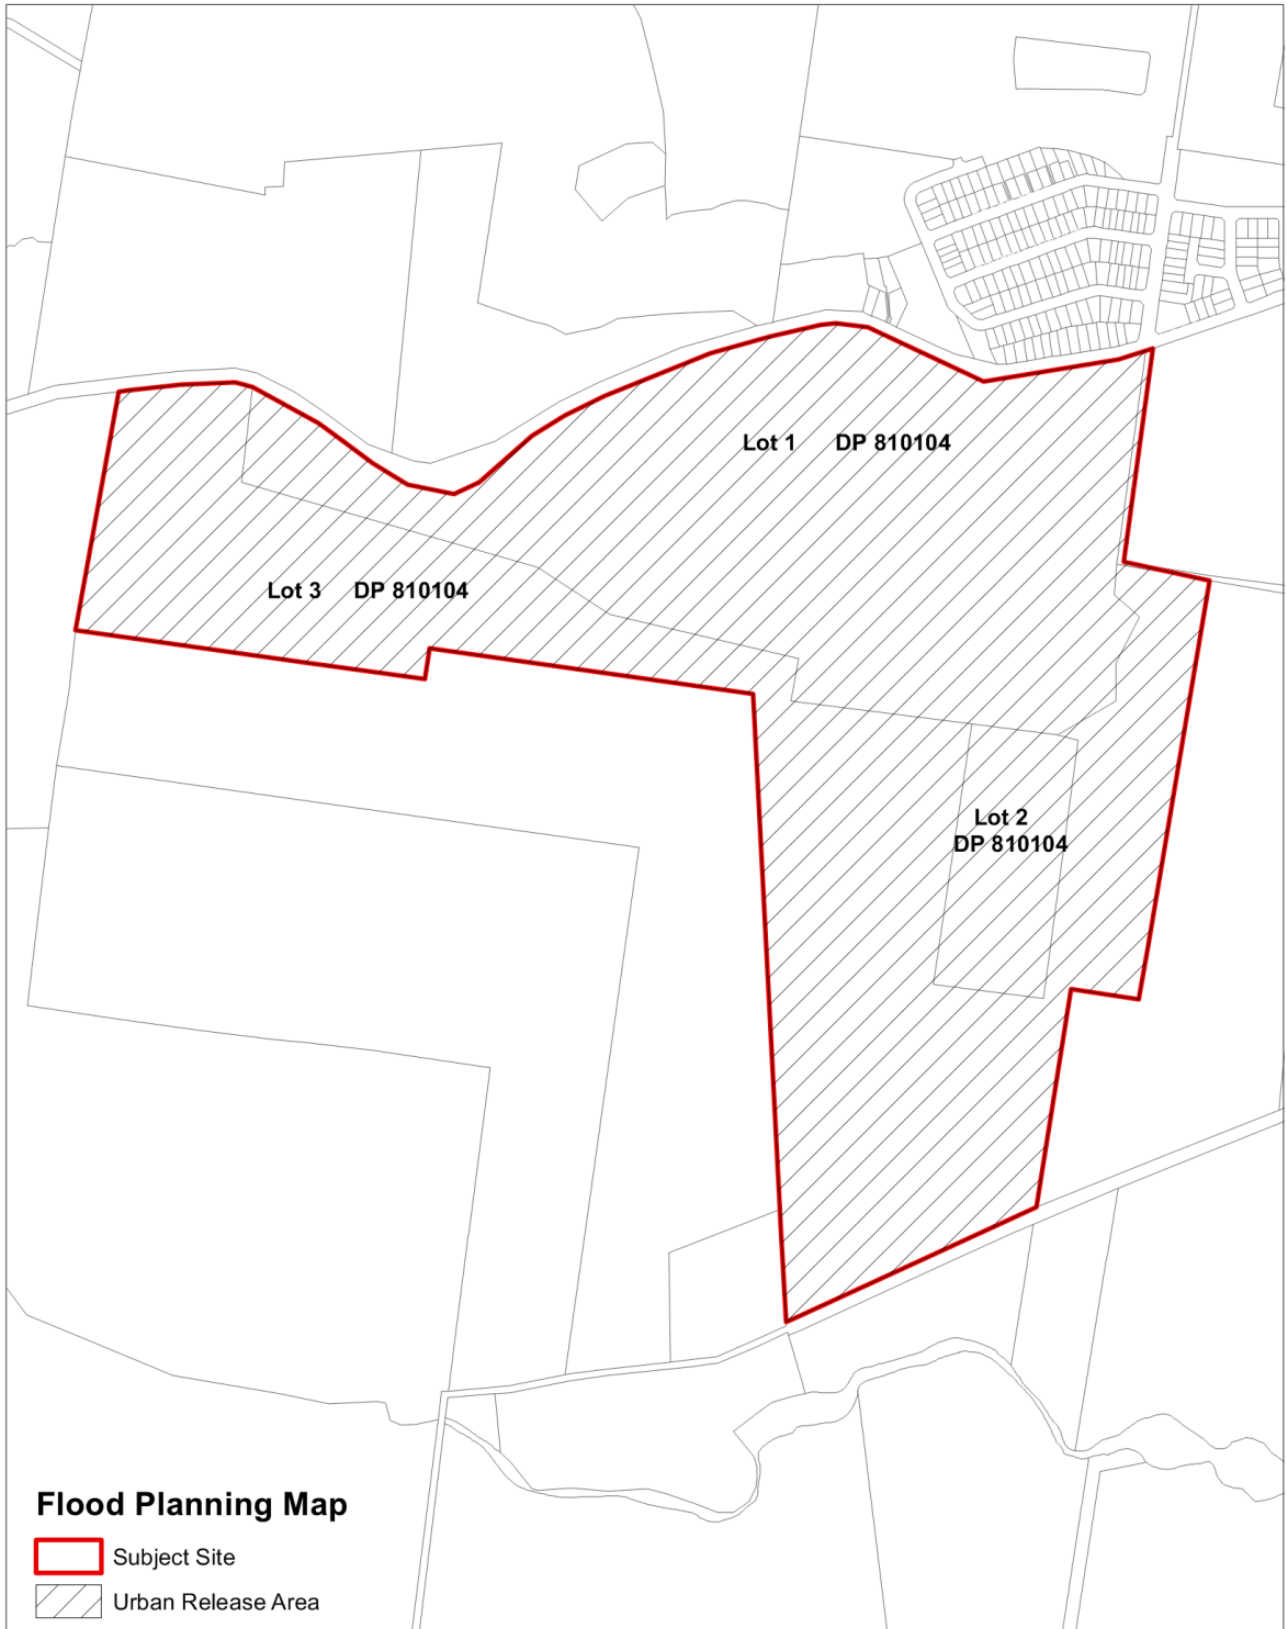 Lot 1 DP 810104
Lot 3 DP 810104
Lot 2
DP 810104
Flood Planning Map
Subject Site
Urban Release Area